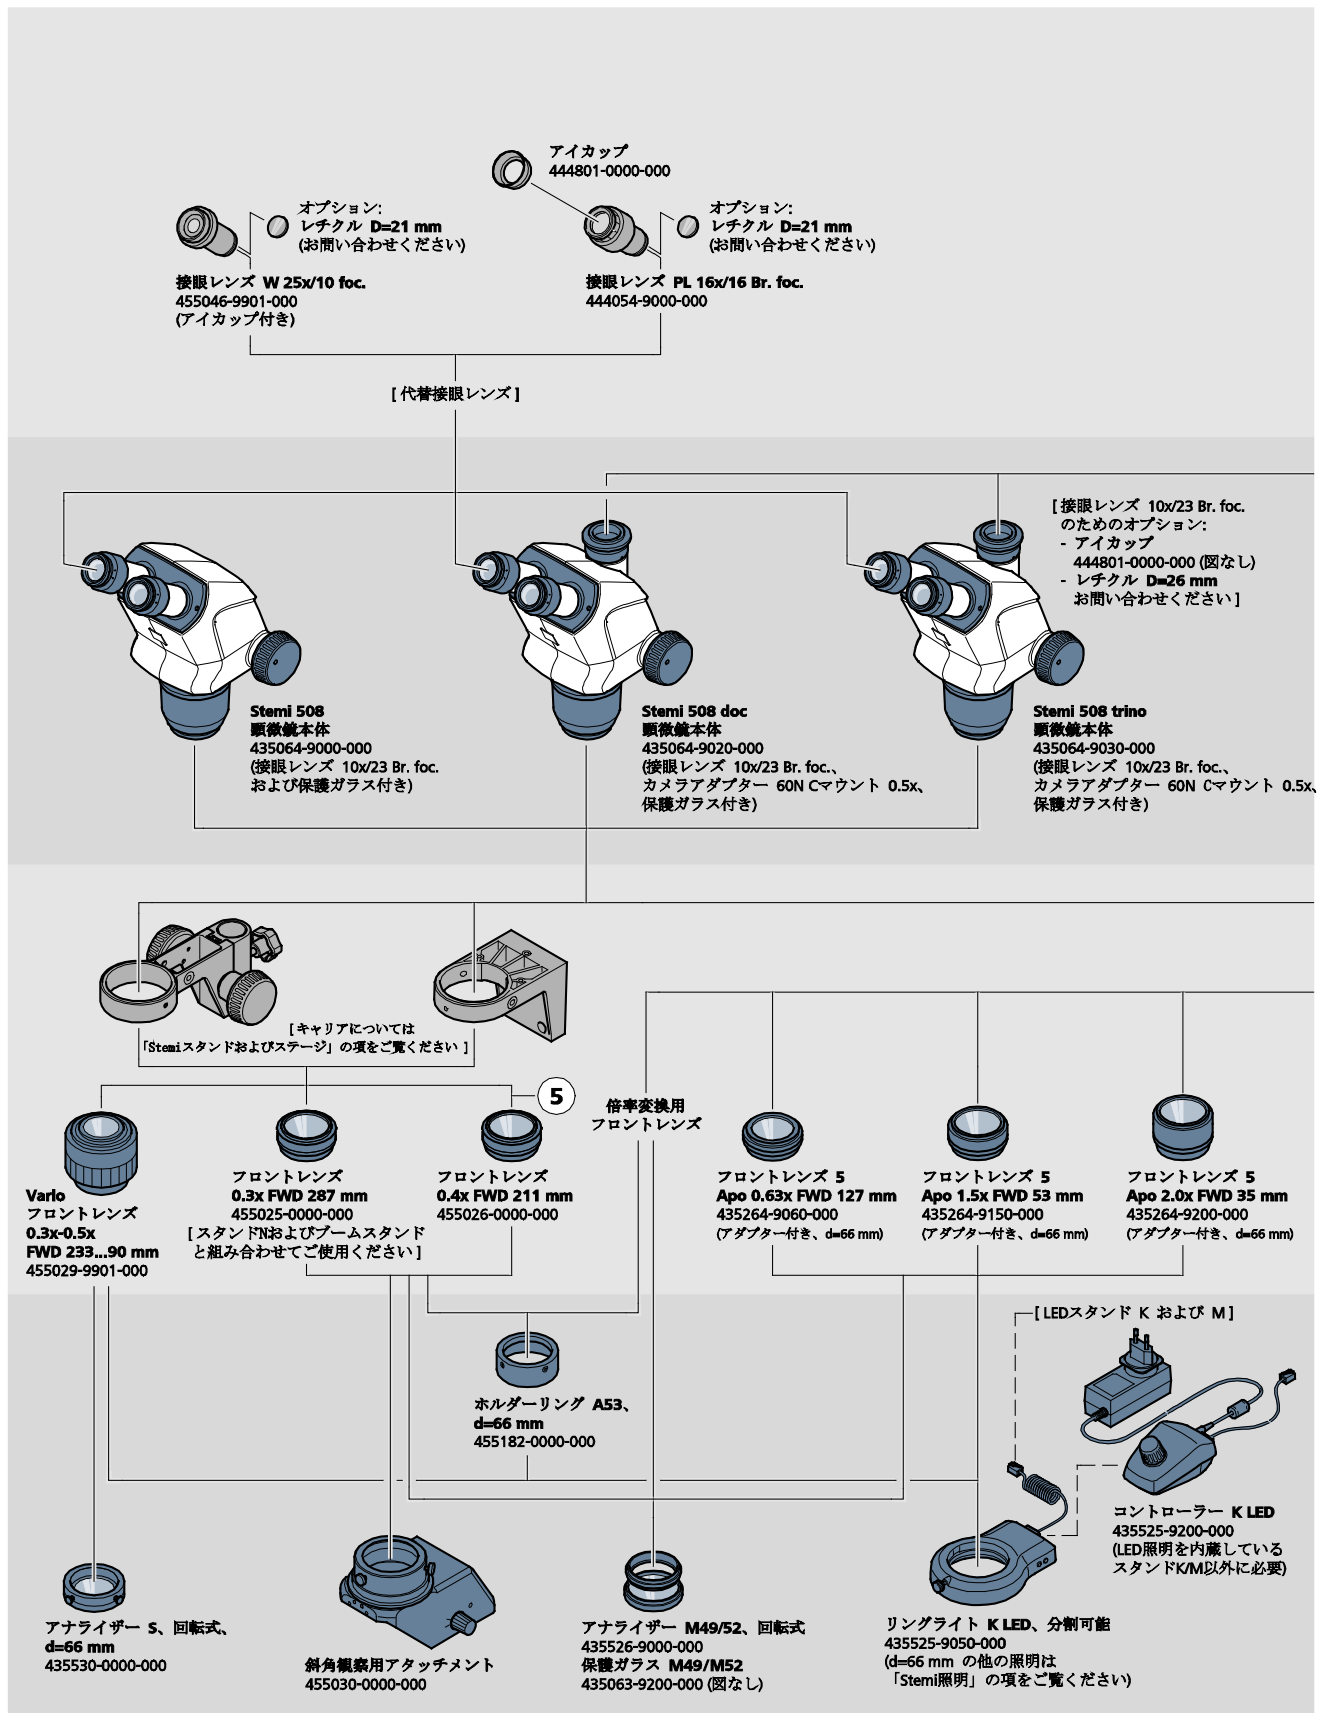 アイカップ
444801-0000-000
オプション:
レチクル D=21 mm
(お問い合わせください)
オプション:
レチクル D=21 mm
(お問い合わせください)
接眼レンズ W 25x/10 foc.
455046-9901-000
(アイカップ付き)
接眼レンズ PL 16x/16 Br. foc.
444054-9000-000
[ 代替接眼レンズ ]
[ 接眼レンズ 10x/23 Br. foc.
のためのオプション:
- アイカップ
444801-0000-000 (図なし)
- レチクル D=26 mm
お問い合わせください ]
Stemi 508
顕微鏡本体
435064-9000-000
(接眼レンズ 10x/23 Br. foc.
および保護ガラス付き)
Stemi 508 doc
顕微鏡本体
435064-9020-000
(接眼レンズ 10x/23 Br. foc.、
カメラアダプター 60N Cマウント 0.5x、
保護ガラス付き)
Stemi 508 trino
顕微鏡本体
435064-9030-000
(接眼レンズ 10x/23 Br. foc.、
カメラアダプター 60N Cマウント 0.5x、
保護ガラス付き)
[ キャリアについては
「Stemiスタンドおよびステージ」の項をご覧ください ]
5
倍率変換用
フロントレンズ
Vario
フロントレンズ
0.3x-0.5x
FWD 233...90 mm
455029-9901-000
フロントレンズ
0.3x FWD 287 mm
455025-0000-000
[ スタンドNおよびブームスタンド
と組み合わせてご使用ください ]
フロントレンズ
0.4x FWD 211 mm
455026-0000-000
フロントレンズ 5
Apo 0.63x FWD 127 mm
435264-9060-000
(アダプター付き、d=66 mm)
フロントレンズ 5
Apo 1.5x FWD 53 mm
435264-9150-000
(アダプター付き、d=66 mm)
フロントレンズ 5
Apo 2.0x FWD 35 mm
435264-9200-000
(アダプター付き、d=66 mm)
[ LEDスタンド K および M ]
ホルダーリング A53、
d=66 mm
455182-0000-000
コントローラー K LED
435525-9200-000
(LED照明を内蔵している
スタンドK/M以外に必要)
アナライザー S、回転式、
d=66 mm
435530-0000-000
斜角観察用アタッチメント
455030-0000-000
アナライザー M49/52、回転式
435526-9000-000
保護ガラス M49/M52
435063-9200-000 (図なし)
リングライト K LED、分割可能
435525-9050-000
(d=66 mm の他の照明は
「Stemi照明」の項をご覧ください)